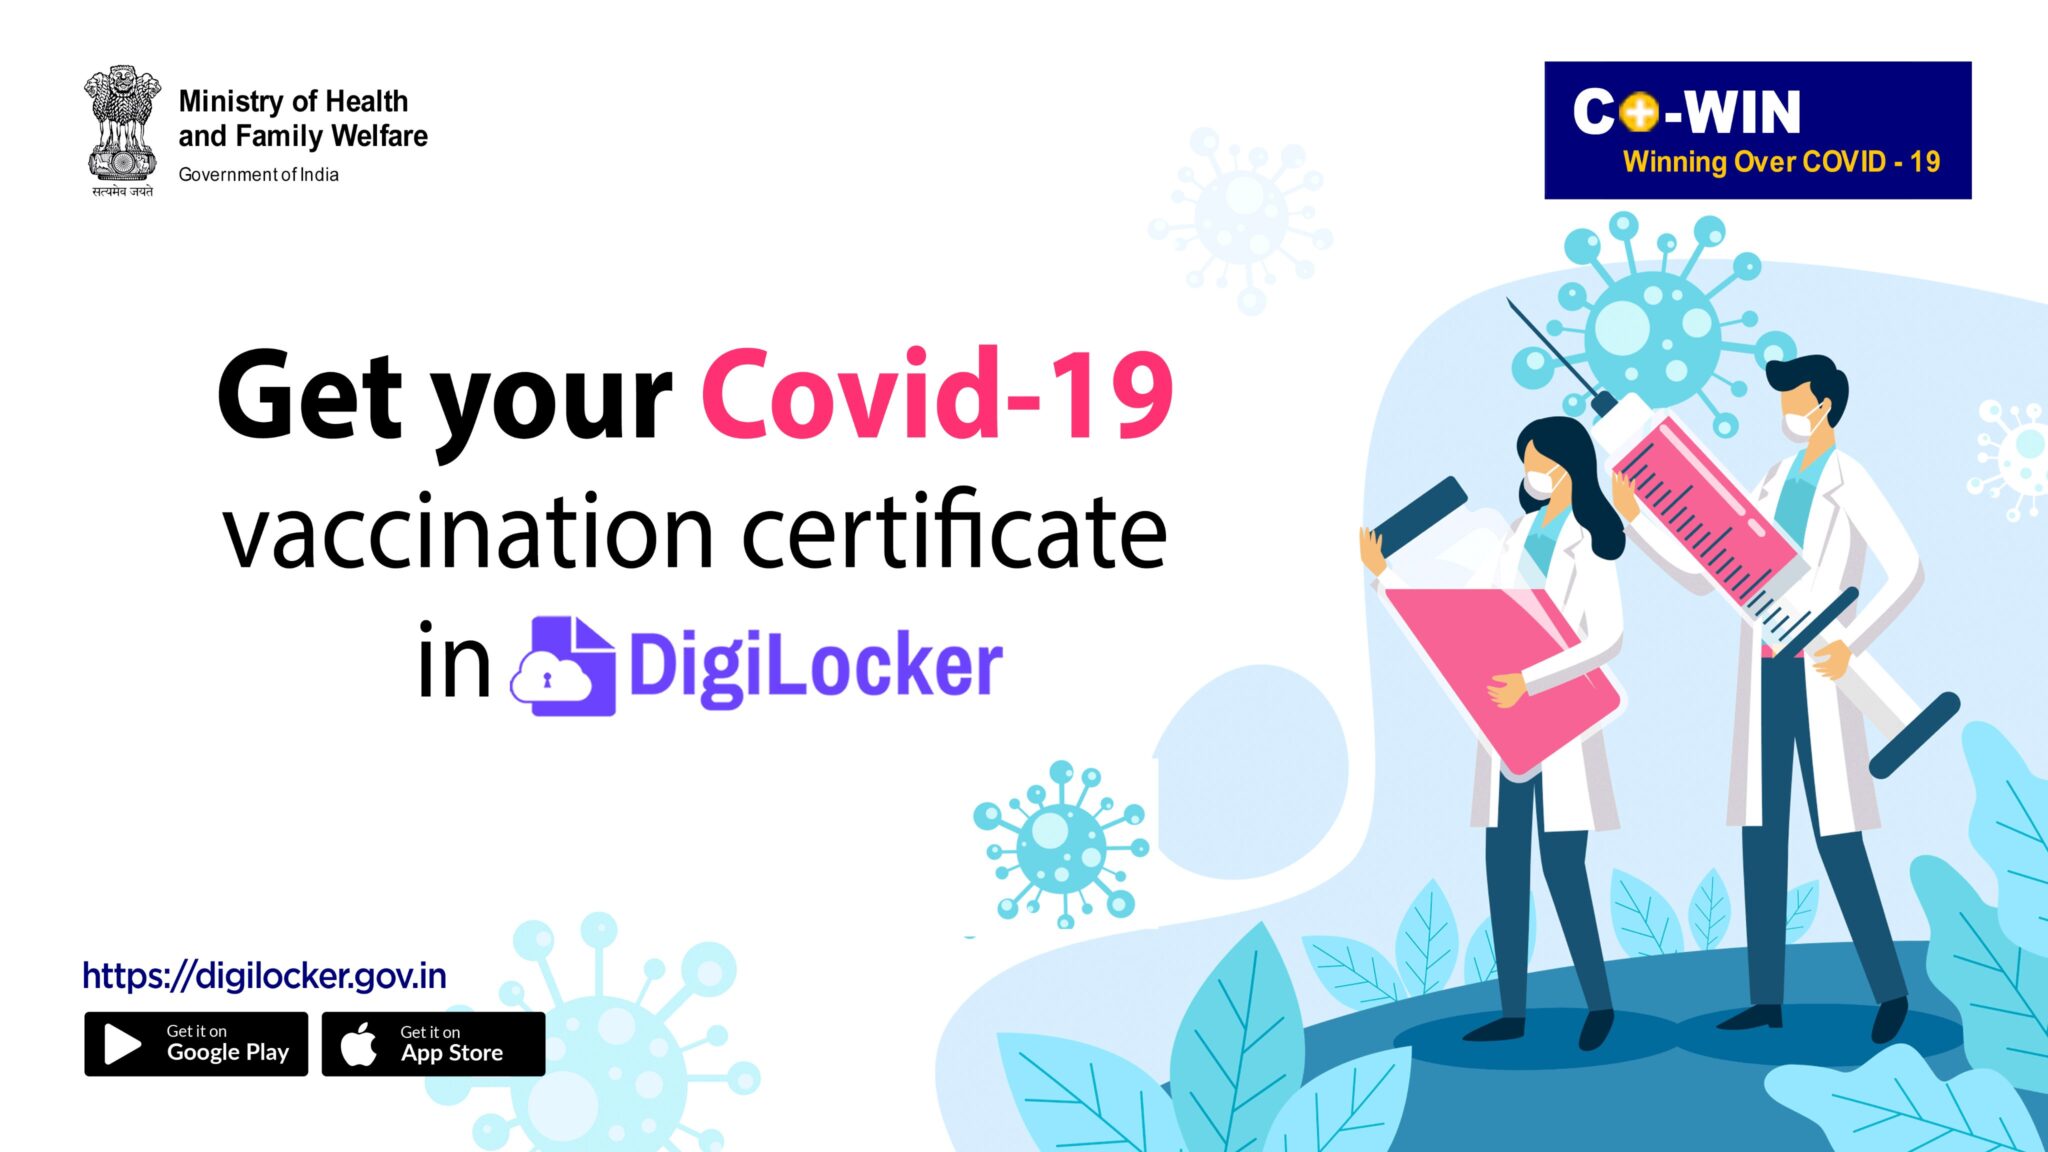 Ministry of Health
and Family Welfare
Government of India
सत्यमेव जयते
CO-WIN
Winning Over COVID - 19
Get your Covid-19
vaccination certificate
in DigiLocker
https://digilocker.gov.in
Get it on
Google Play
Get it on
App Store